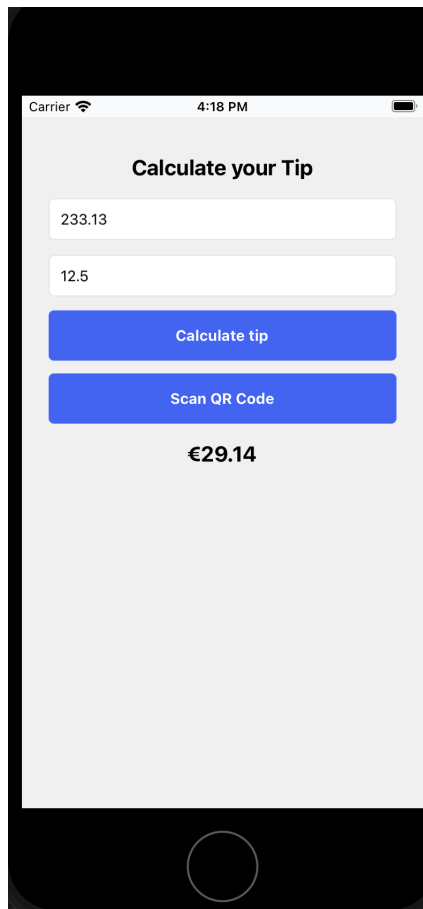 Carrier 4:18 PM
Calculate your Tip
233.13
12.5
Calculate tip
Scan QR Code
€29.14